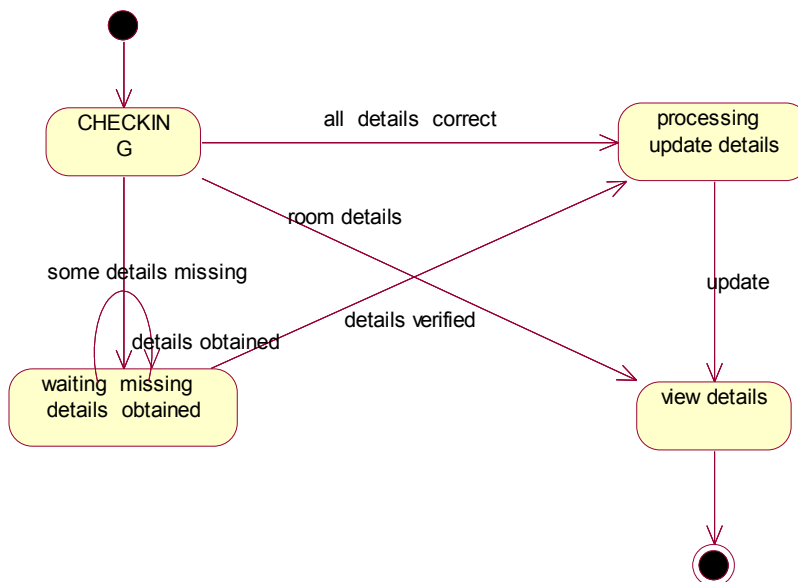 CHECKIN
G
all details correct
processing
update details
room details
some details missing
update
details verified
details obtained
waiting missing
details obtained
view details